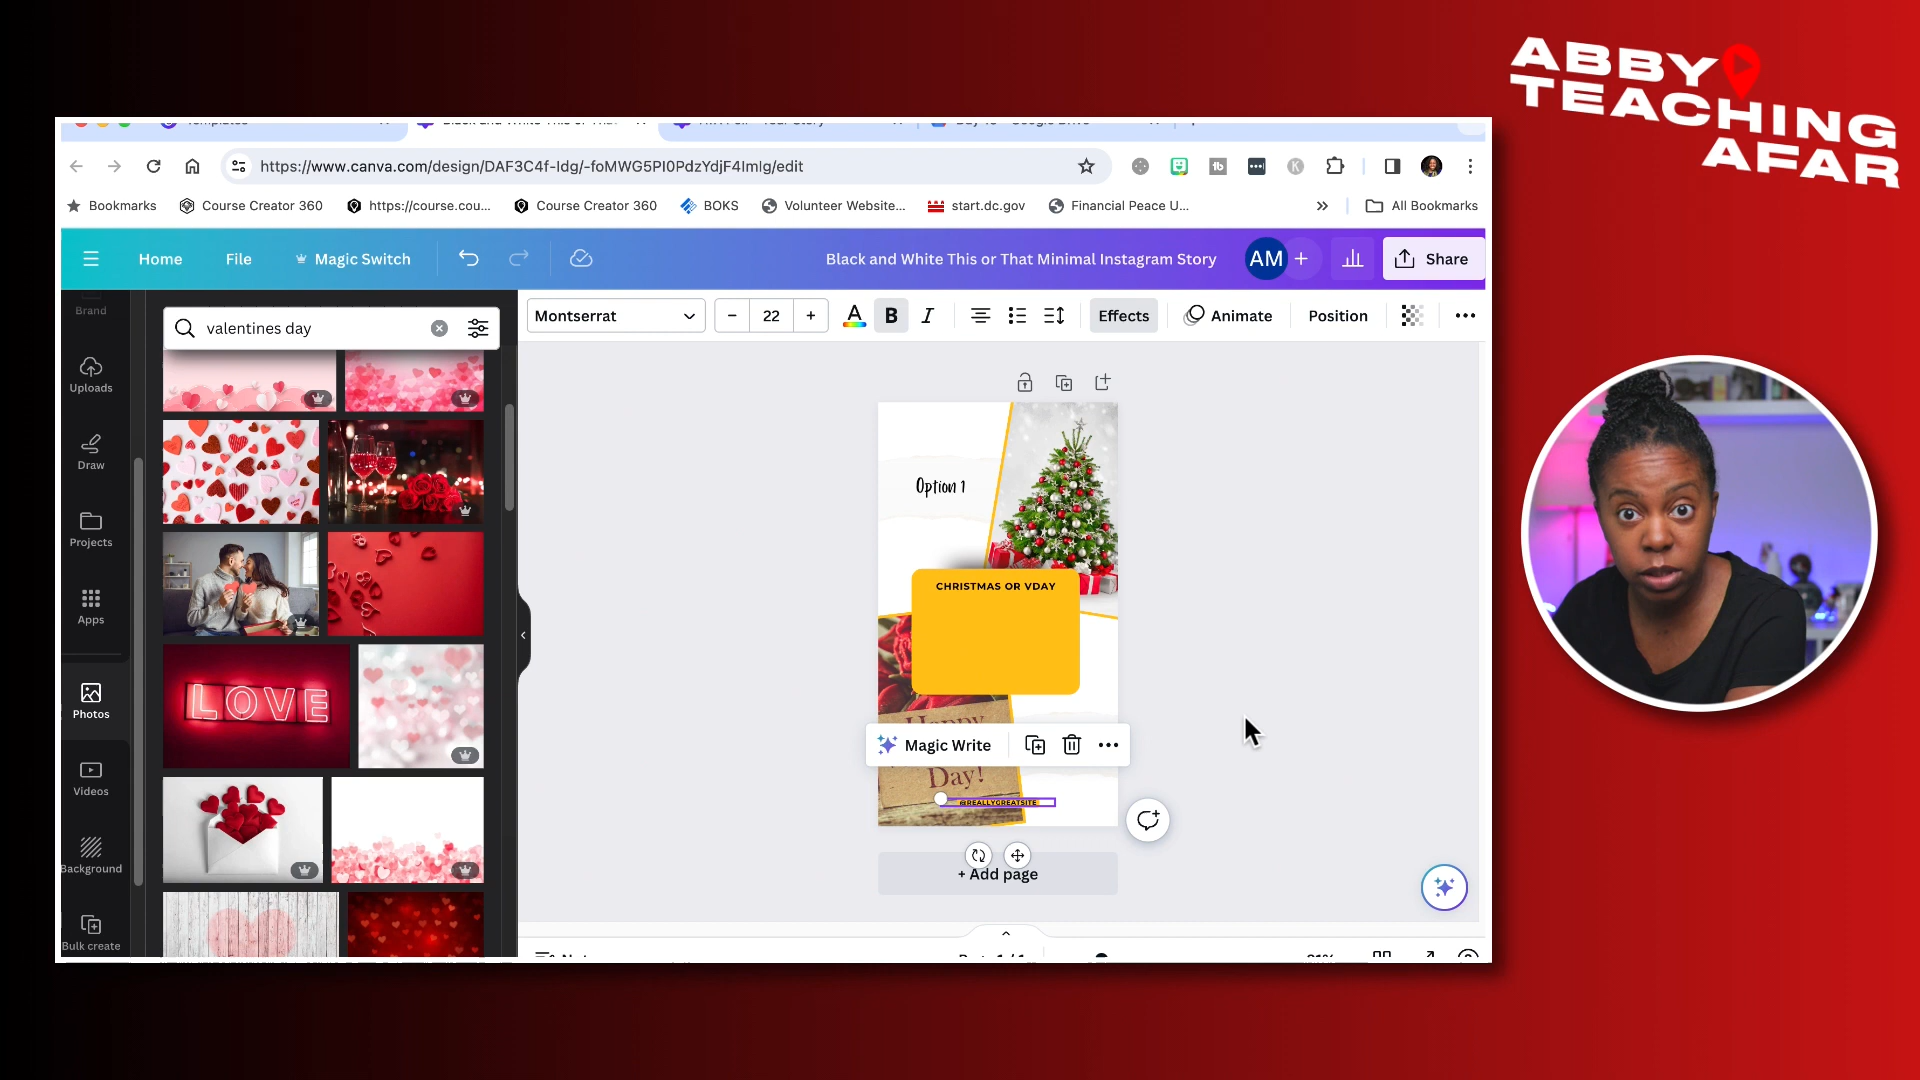 ABBY
TEACHING
AFAR
https://www.canva.com/design/DAF3C4f-Idg/-foMWG5PI0PdzYdjF4ImIg/edit
Bookmarks
Course Creator 360
https://course.cou...
Course Creator 360
BOKS
Volunteer Website...
start.dc.gov
Financial Peace U...
All Bookmarks
Home
File
Magic Switch
Black and White This or That Minimal Instagram Story
AM
Share
Brand
Uploads
Draw
Projects
Apps
Photos
Videos
Background
Bulk create
valentines day
LOVE
Montserrat
22
A
B
I
Effects
Animate
Position
Option 1
CHRISTMAS OR VDAY
Magic Write
Day!
@REALLYGREATSITE
+ Add page